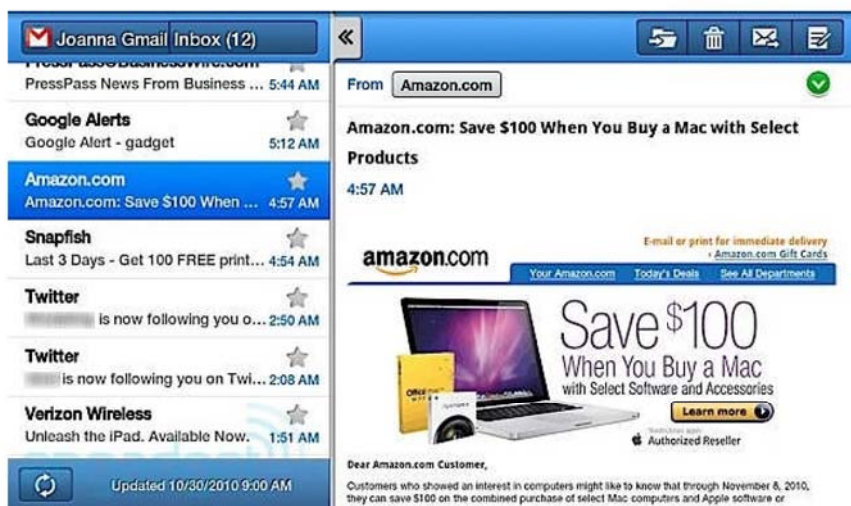 Joanna Gmail Inbox (12)
PressPass@BusinessWire.com
PressPass News From Business ... 5:44 AM
Google Alerts
Google Alert - gadget 5:12 AM
Amazon.com
Amazon.com: Save $100 When ... 4:57 AM
Snapfish
Last 3 Days - Get 100 FREE print... 4:54 AM
Twitter
is now following you o... 2:50 AM
Twitter
is now following you on Twi... 2:08 AM
Verizon Wireless
Unleash the iPad. Available Now. 1:51 AM
Updated 10/30/2010 9:00 AM
From Amazon.com
Amazon.com: Save $100 When You Buy a Mac with Select
Products
4:57 AM
amazon.com
E-mail or print for immediate delivery
› Amazon.com Gift Cards
Your Amazon.com Today's Deals See All Departments
Save $100
When You Buy a Mac
with Select Software and Accessories
Learn more
Authorized Reseller
Office
Dear Amazon.com Customer,
Customers who showed an interest in computers might like to know that through November 8, 2010,
they can save $100 on the combined purchase of select Mac computers and Apple software or